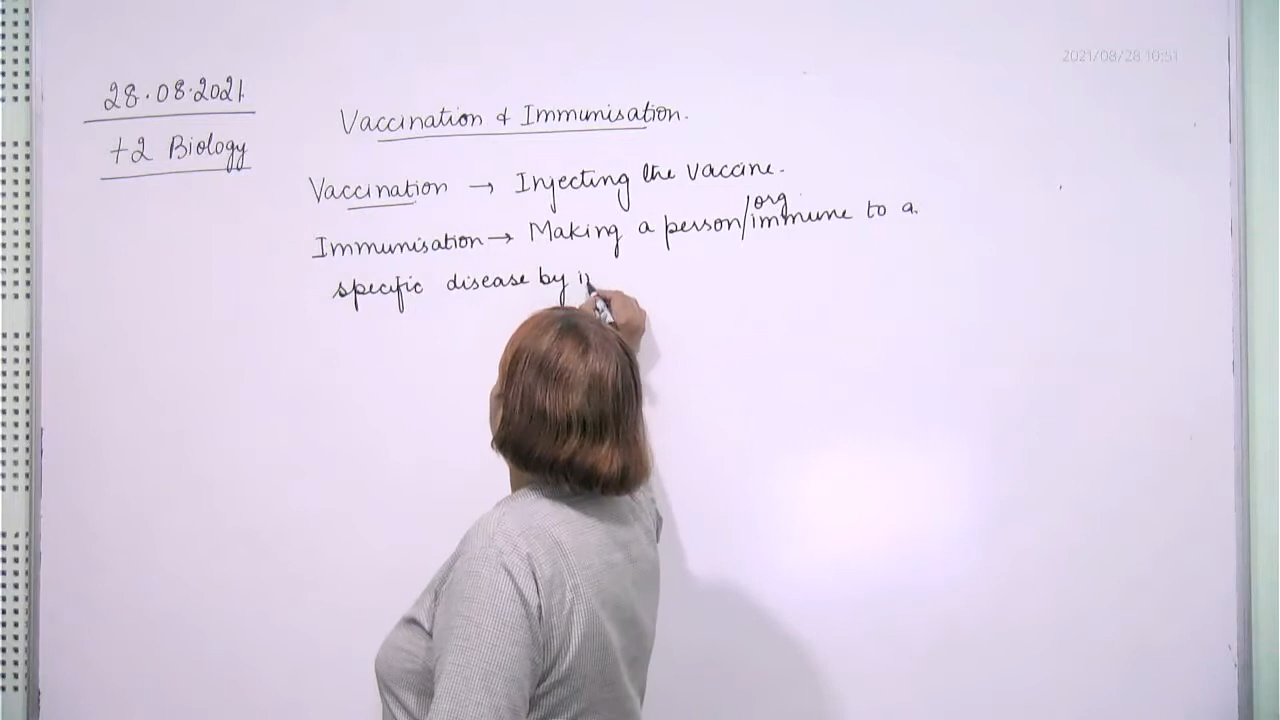 2021/08/28 10:51
28.08.2021
+2 Biology
Vaccination & Immunisation.
Vaccination → Injecting the vaccine.
Immunisation → Making a person/org immune to a
specific disease by i